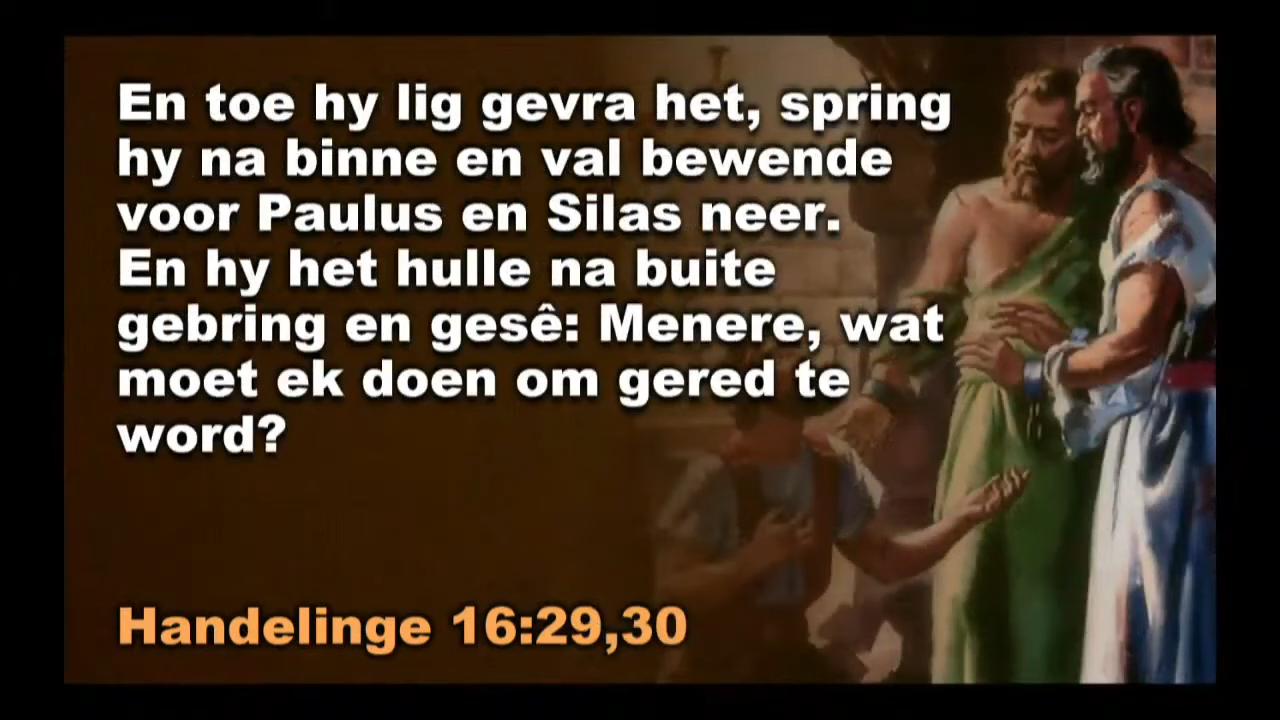 En toe hy lig gevra het, spring
hy na binne en val bewende
voor Paulus en Silas neer.
En hy het hulle na buite
gebring en gesê: Menere, wat
moet ek doen om gered te
word?
Handelinge 16:29,30